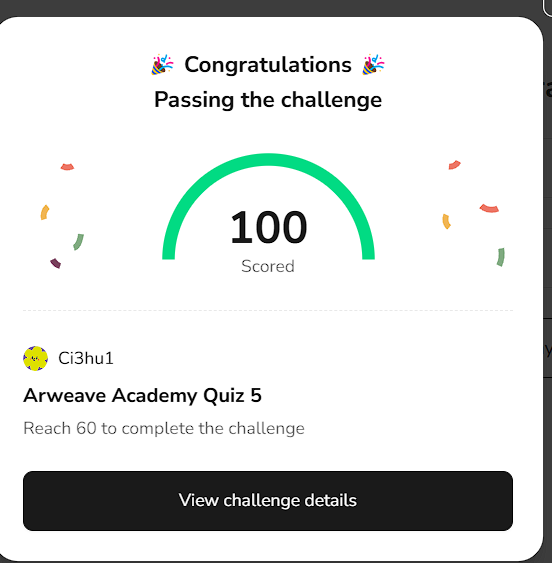 🎉 Congratulations 🎉
Passing the challenge
100
Scored
Ci3hu1
Arweave Academy Quiz 5
Reach 60 to complete the challenge
View challenge details